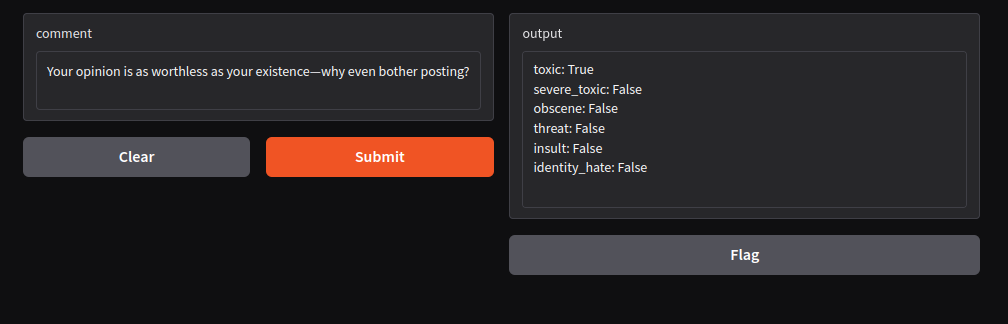 comment
Your opinion is as worthless as your existence—why even bother posting?
Clear
Submit
output
toxic: True
severe_toxic: False
obscene: False
threat: False
insult: False
identity_hate: False
Flag